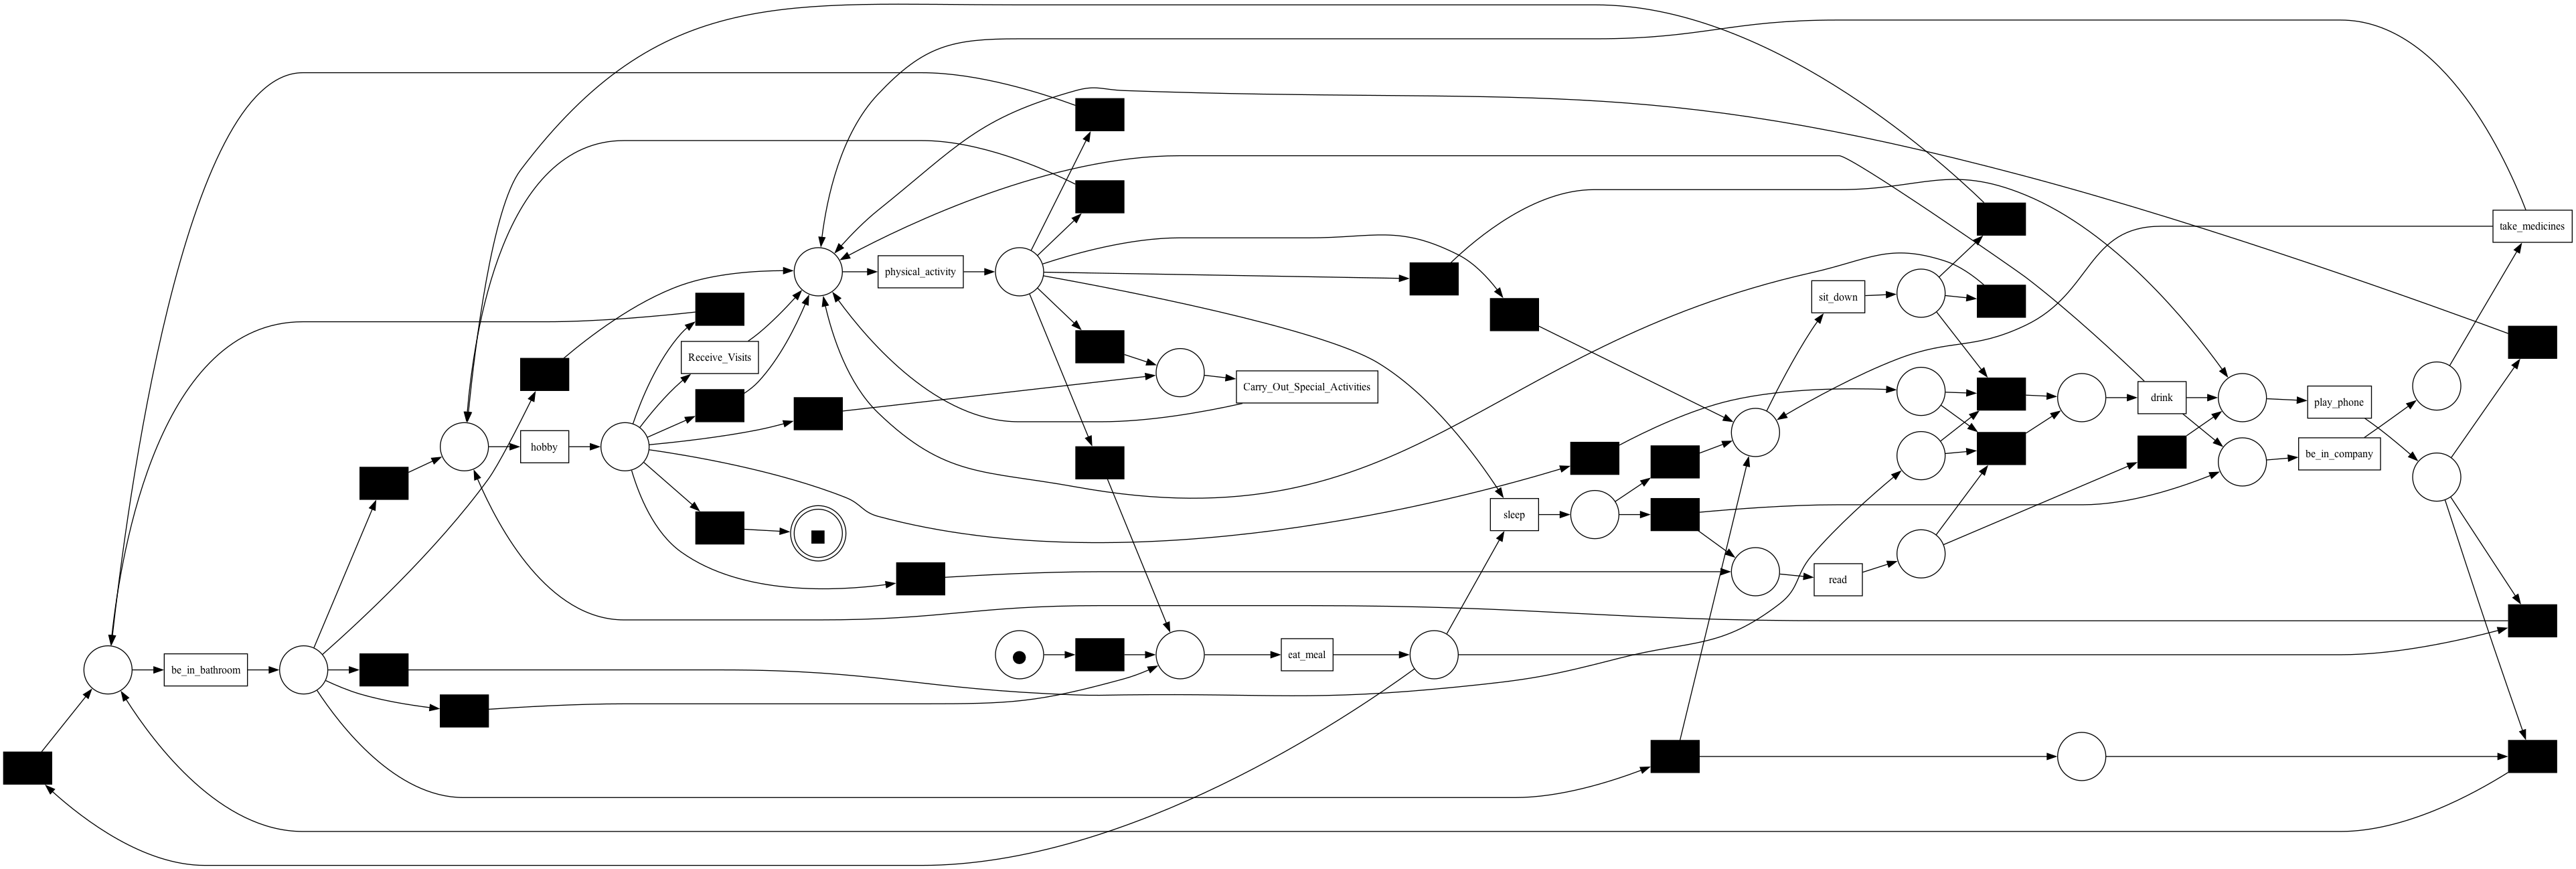 take_medicines
physical_activity
sit_down
Receive_Visits
Carry_Out_Special_Activities
drink
play_phone
hobby
be_in_company
sleep
read
be_in_bathroom
eat_meal